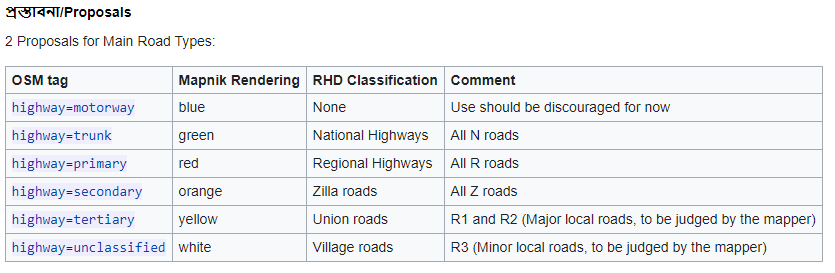 প্রস্তাবনা/Proposals
2 Proposals for Main Road Types:
OSM tag Mapnik Rendering RHD Classification Comment
highway=motorway blue None Use should be discouraged for now
highway=trunk green National Highways All N roads
highway=primary red Regional Highways All R roads
highway=secondary orange Zilla roads All Z roads
highway=tertiary yellow Union roads R1 and R2 (Major local roads, to be judged by the mapper)
highway=unclassified white Village roads R3 (Minor local roads, to be judged by the mapper)